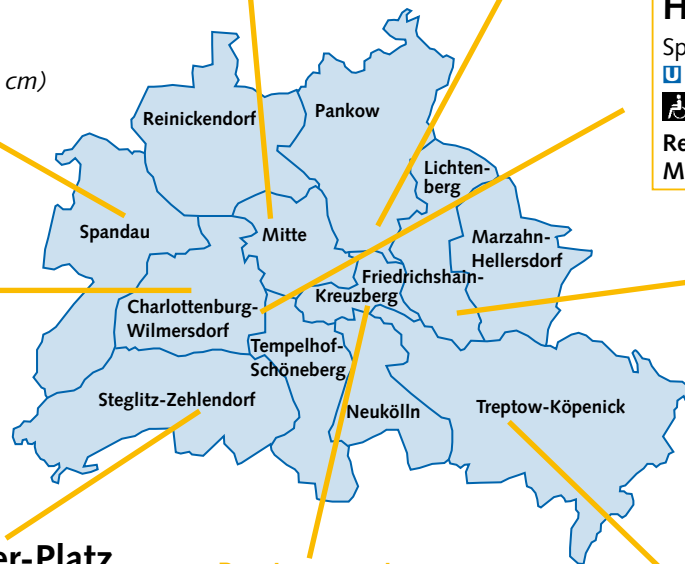 H
Sp
cm)
U
Re
M
Reinickendorf
Pankow
Lichten-
berg
Spandau
Mitte
Marzahn-
Hellersdorf
Friedrichshain-
Kreuzberg
Charlottenburg-
Wilmersdorf
Tempelhof-
Schöneberg
Steglitz-Zehlendorf
Neukölln
Treptow-Köpenick
er-Platz